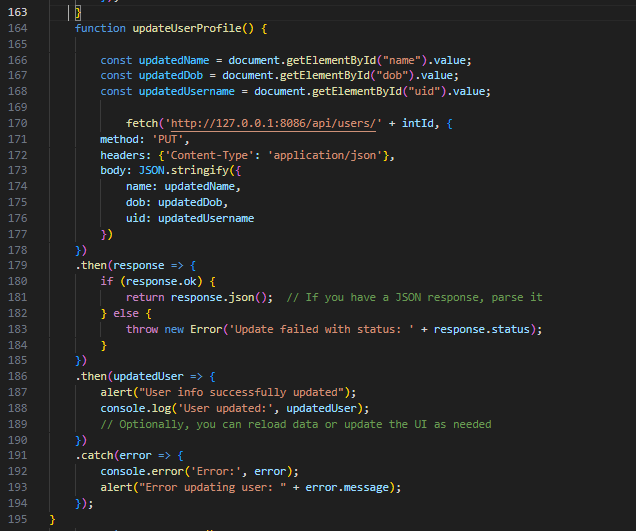 163 }
164 function updateUserProfile() {
165
166 const updatedName = document.getElementById("name").value;
167 const updatedDob = document.getElementById("dob").value;
168 const updatedUsername = document.getElementById("uid").value;
169
170 fetch('http://127.0.0.1:8086/api/users/' + intId, {
171 method: 'PUT',
172 headers: {'Content-Type': 'application/json'},
173 body: JSON.stringify({
174 name: updatedName,
175 dob: updatedDob,
176 uid: updatedUsername
177 })
178 })
179 .then(response => {
180 if (response.ok) {
181 return response.json();  // If you have a JSON response, parse it
182 } else {
183 throw new Error('Update failed with status: ' + response.status);
184 }
185 })
186 .then(updatedUser => {
187 alert("User info successfully updated");
188 console.log('User updated:', updatedUser);
189 // Optionally, you can reload data or update the UI as needed
190 })
191 .catch(error => {
192 console.error('Error:', error);
193 alert("Error updating user: " + error.message);
194 });
195 }